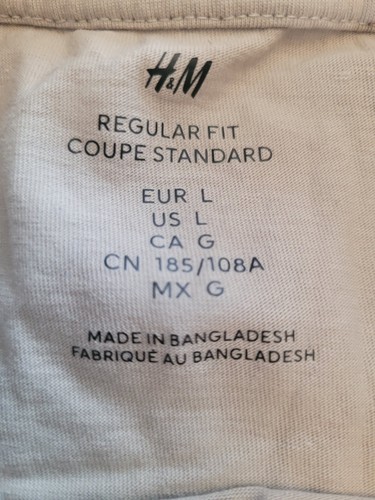 H&M
REGULAR FIT
COUPE STANDARD
EUR L
US L
CA G
CN 185/108A
MX G
MADE IN BANGLADESH
FABRIQUÉ AU BANGLADESH